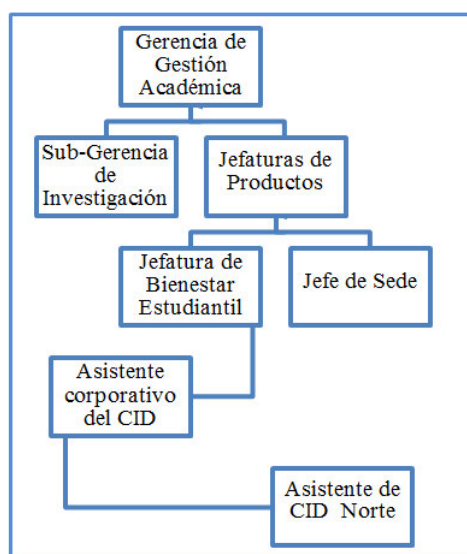 Gerencia de
Gestión
Académica
Sub-Gerencia
de
Investigación
Jefaturas de
Productos
Jefatura de
Bienestar
Estudiantil
Jefe de Sede
Asistente
corporativo
del CID
Asistente de
CID Norte